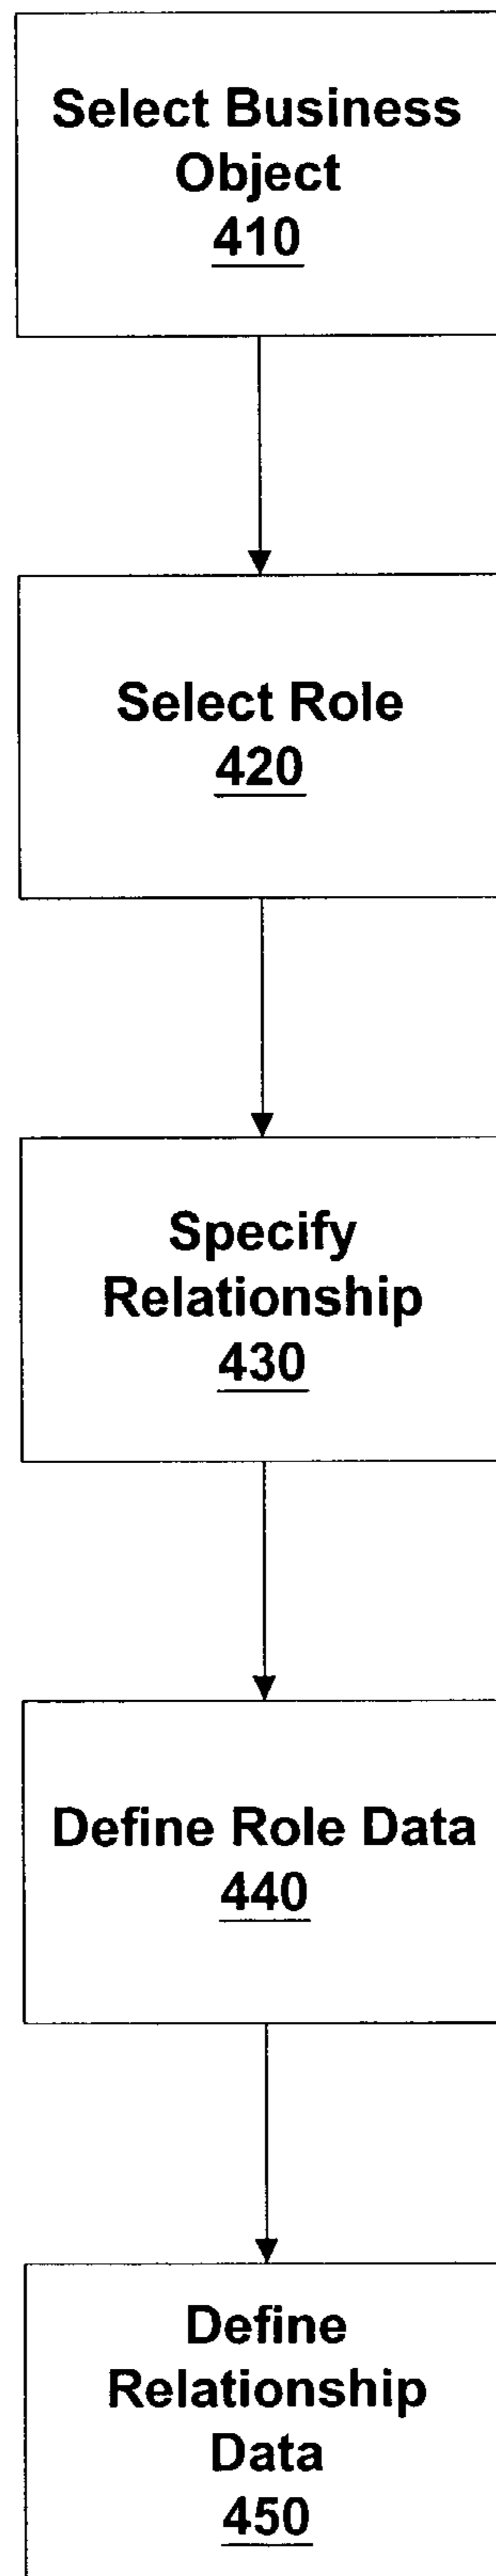 Select Business
Object
410
Select Role
420
Specify
Relationship
430
Define Role Data
440
Define
Relationship
Data
450